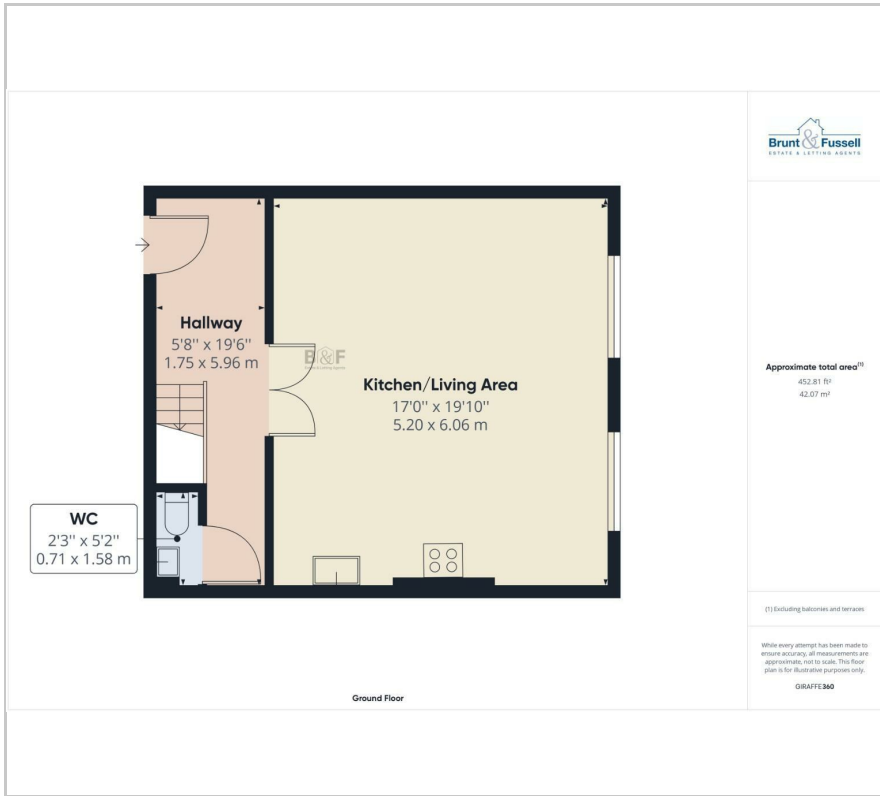 Brunt & Fussell
ESTATE & LETTING AGENTS
Hallway
5'8" x 19'6"
1.75 x 5.96 m
B&F
Kitchen/Living Area
17'0" x 19'10"
5.20 x 6.06 m
WC
2'3" x 5'2"
0.71 x 1.58 m
Ground Floor
Approximate total area(1)
452.81 ft²
42.07 m²
(1) Excluding balconies and terraces
While every attempt has been made to
ensure accuracy, all measurements are
approximate, not to scale. This floor
plan is for illustrative purposes only.
GIRAFFE360